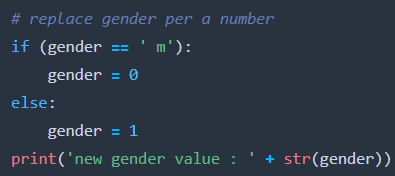 # replace gender per a number
if (gender == ' m'):
    gender = 0
else:
    gender = 1
print('new gender value : ' + str(gender))